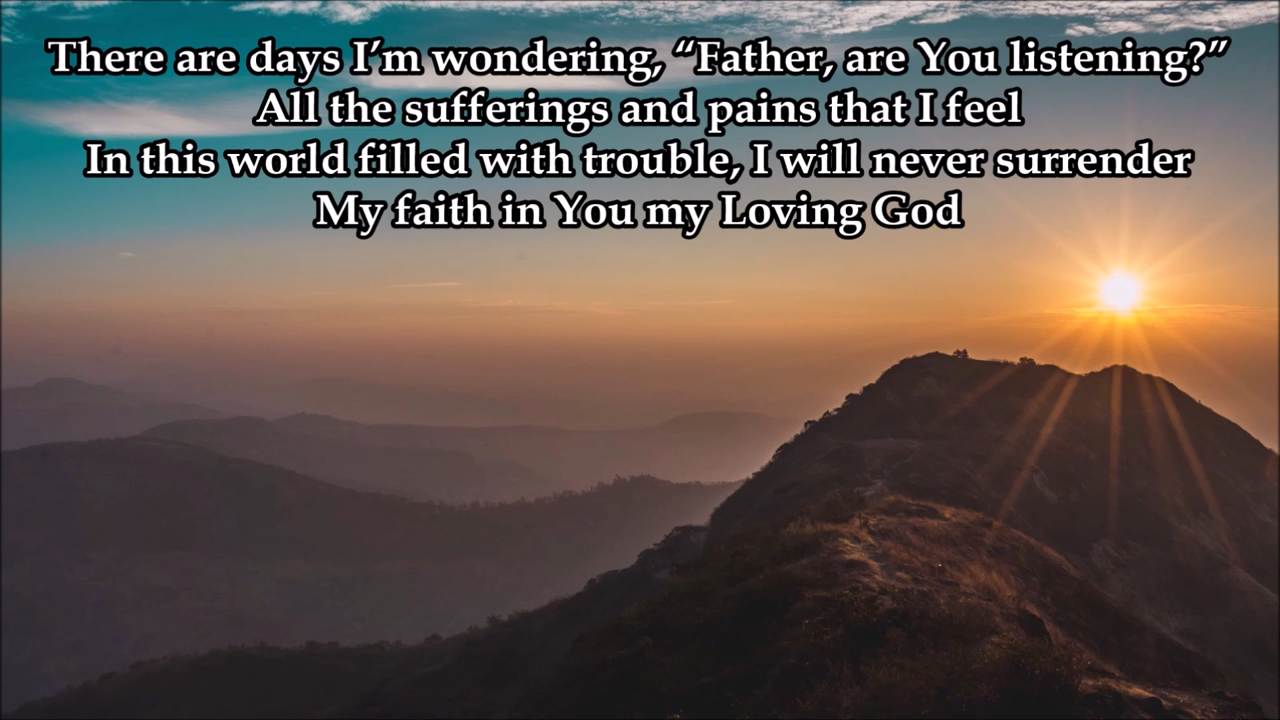 There are days I’m wondering, “Father, are You listening?”
All the sufferings and pains that I feel
In this world filled with trouble, I will never surrender
My faith in You my Loving God